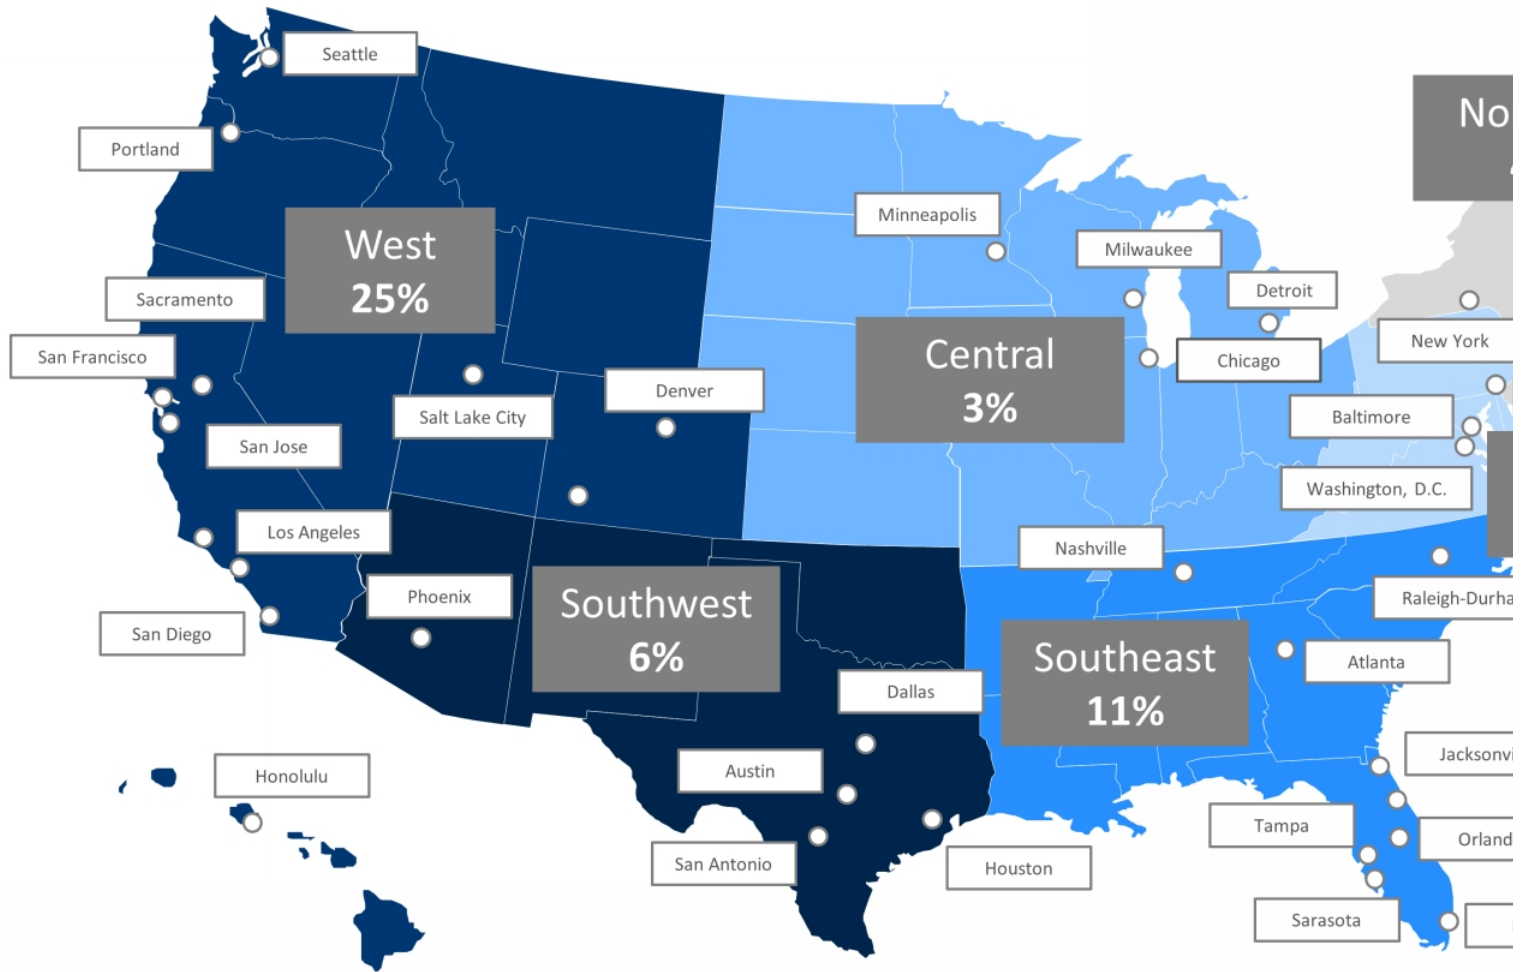 Seattle
No
Portland
Minneapolis
West
25%
Milwaukee
Sacramento
Detroit
San Francisco
Central
3%
New York
Chicago
Denver
Salt Lake City
Baltimore
San Jose
Washington, D.C.
Los Angeles
Nashville
Phoenix
Southwest
6%
Raleigh-Durha
San Diego
Southeast
11%
Atlanta
Dallas
Jacksonvi
Austin
Honolulu
Tampa
Orland
San Antonio
Houston
Sarasota